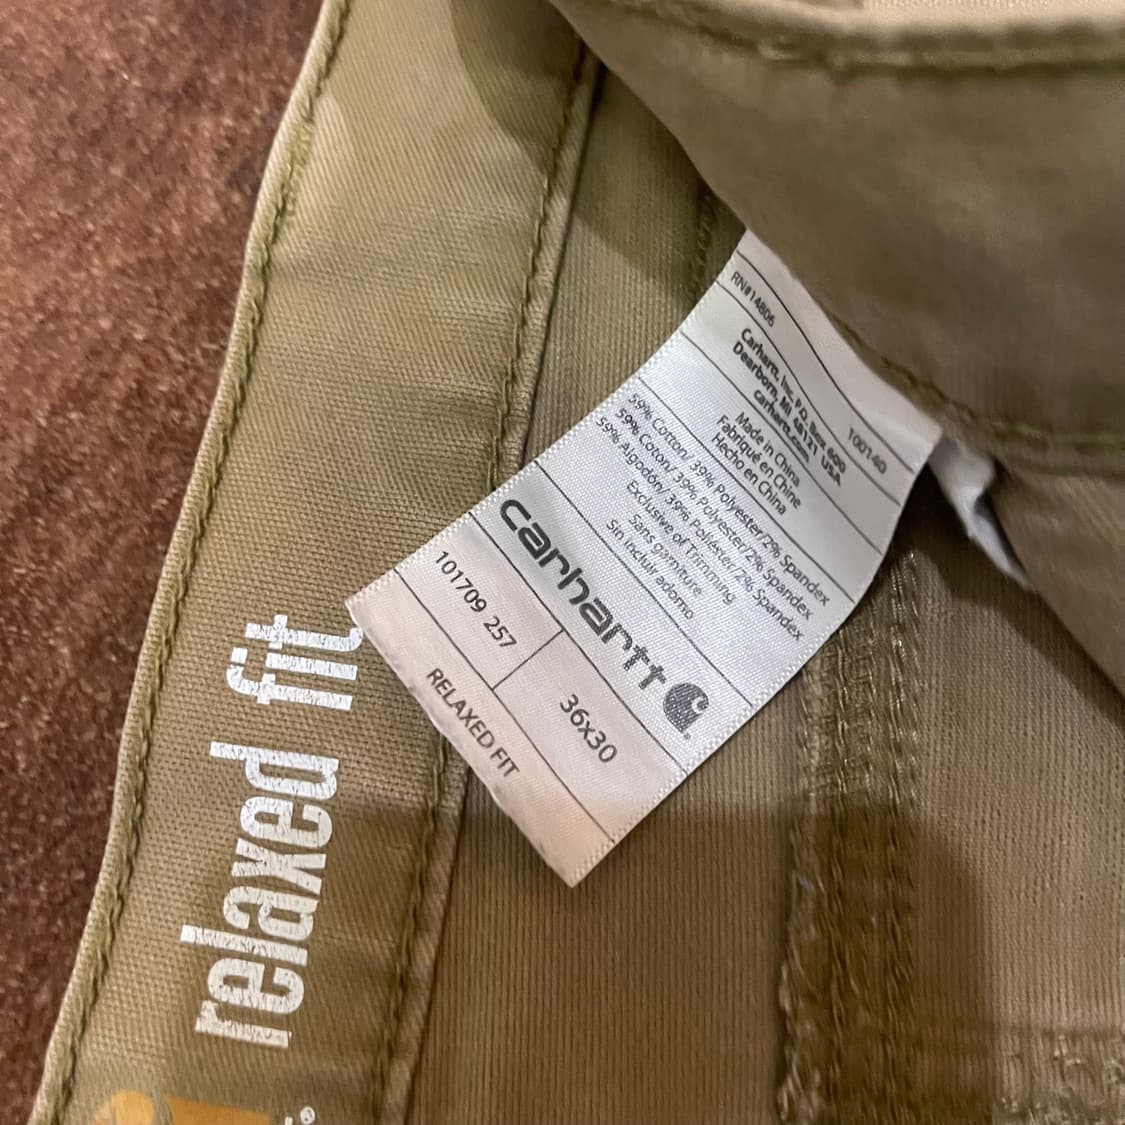 RN#14806
100140
Carhartt, Inc. P.O. Box 600
Dearborn, MI 48121 USA
carhartt.com
Made in China
Fabriqué en Chine
Hecho en China
59% Cotton/ 39% Polyester/2% Spandex
59% Coton/ 39% Polyester/2% Spandex
59% Algodón/ 39% Poliéster/2% Spandex
Exclusive of Trimming
Sans garniture
Sin incluir adorno
carhartt
101709 257
36x30
RELAXED FIT
relaxed fit